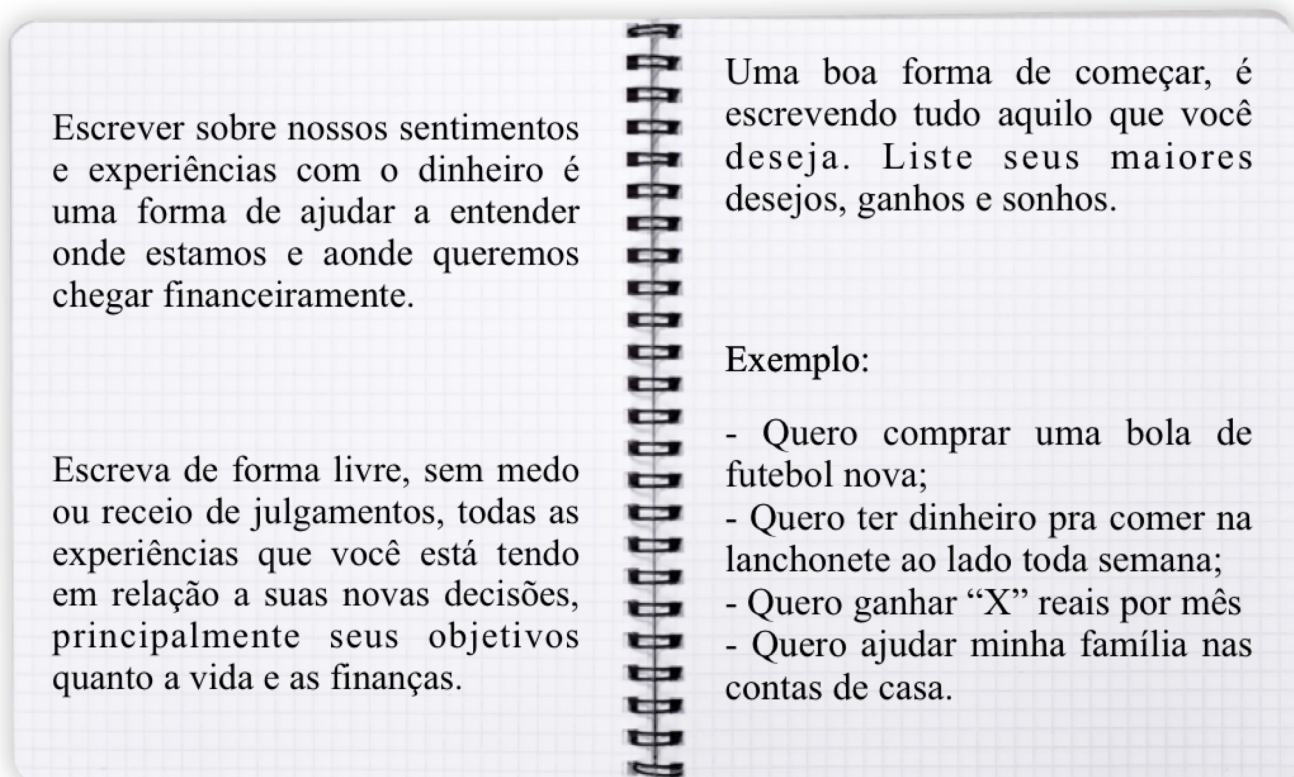 Escrever sobre nossos sentimentos
e experiências com o dinheiro é
uma forma de ajudar a entender
onde estamos e aonde queremos
chegar financeiramente.
Escreva de forma livre, sem medo
ou receio de julgamentos, todas as
experiências que você está tendo
em relação a suas novas decisões,
principalmente seus objetivos
quanto a vida e as finanças.
Uma boa forma de começar, é
escrevendo tudo aquilo que você
deseja. Liste seus maiores
desejos, ganhos e sonhos.
Exemplo:
- Quero comprar uma bola de
futebol nova;
- Quero ter dinheiro pra comer na
lanchonete ao lado toda semana;
- Quero ganhar “X” reais por mês
- Quero ajudar minha família nas
contas de casa.